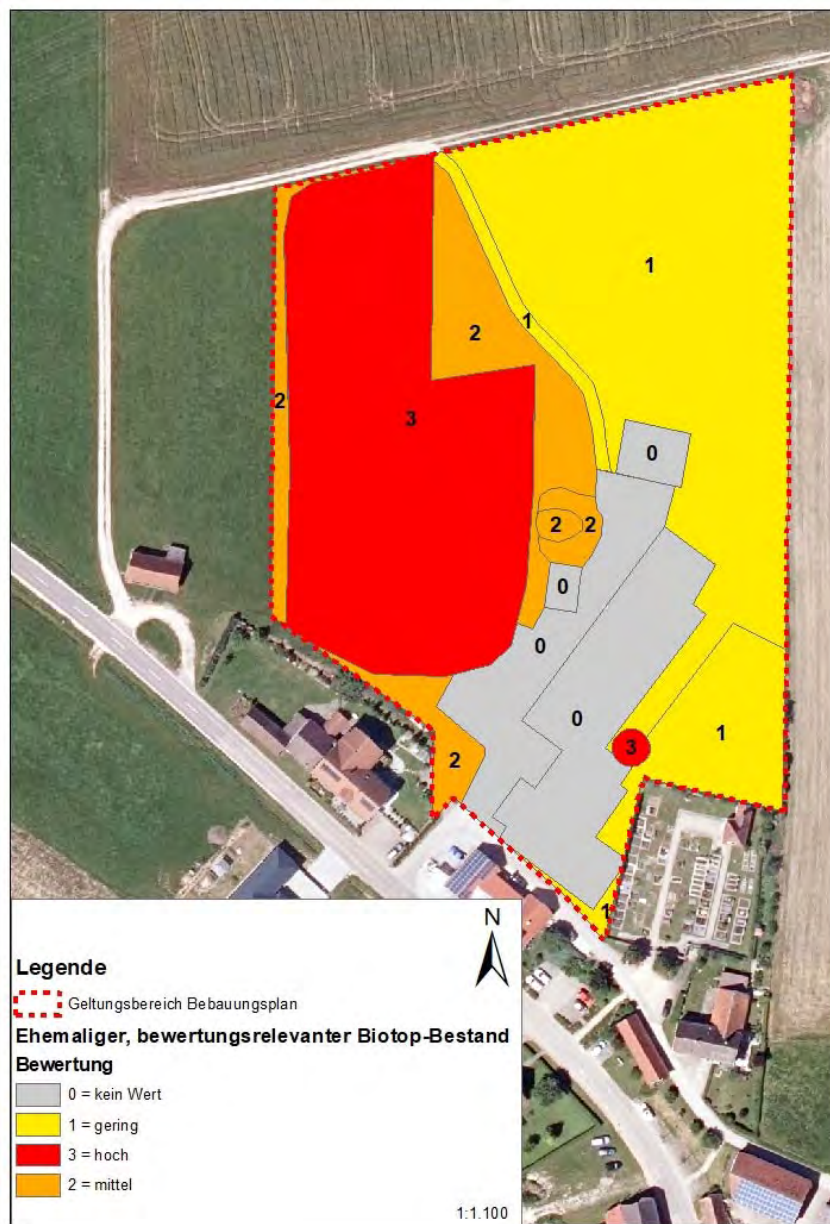 1
1
2
2
3
0
2
2
0
0
0
3
1
2
1
N
Legende
Geltungsbereich Bebauungsplan
Ehemaliger, bewertungsrelevanter Biotop-Bestand
Bewertung
0 = kein Wert
1 = gering
3 = hoch
2 = mittel
1:1.100